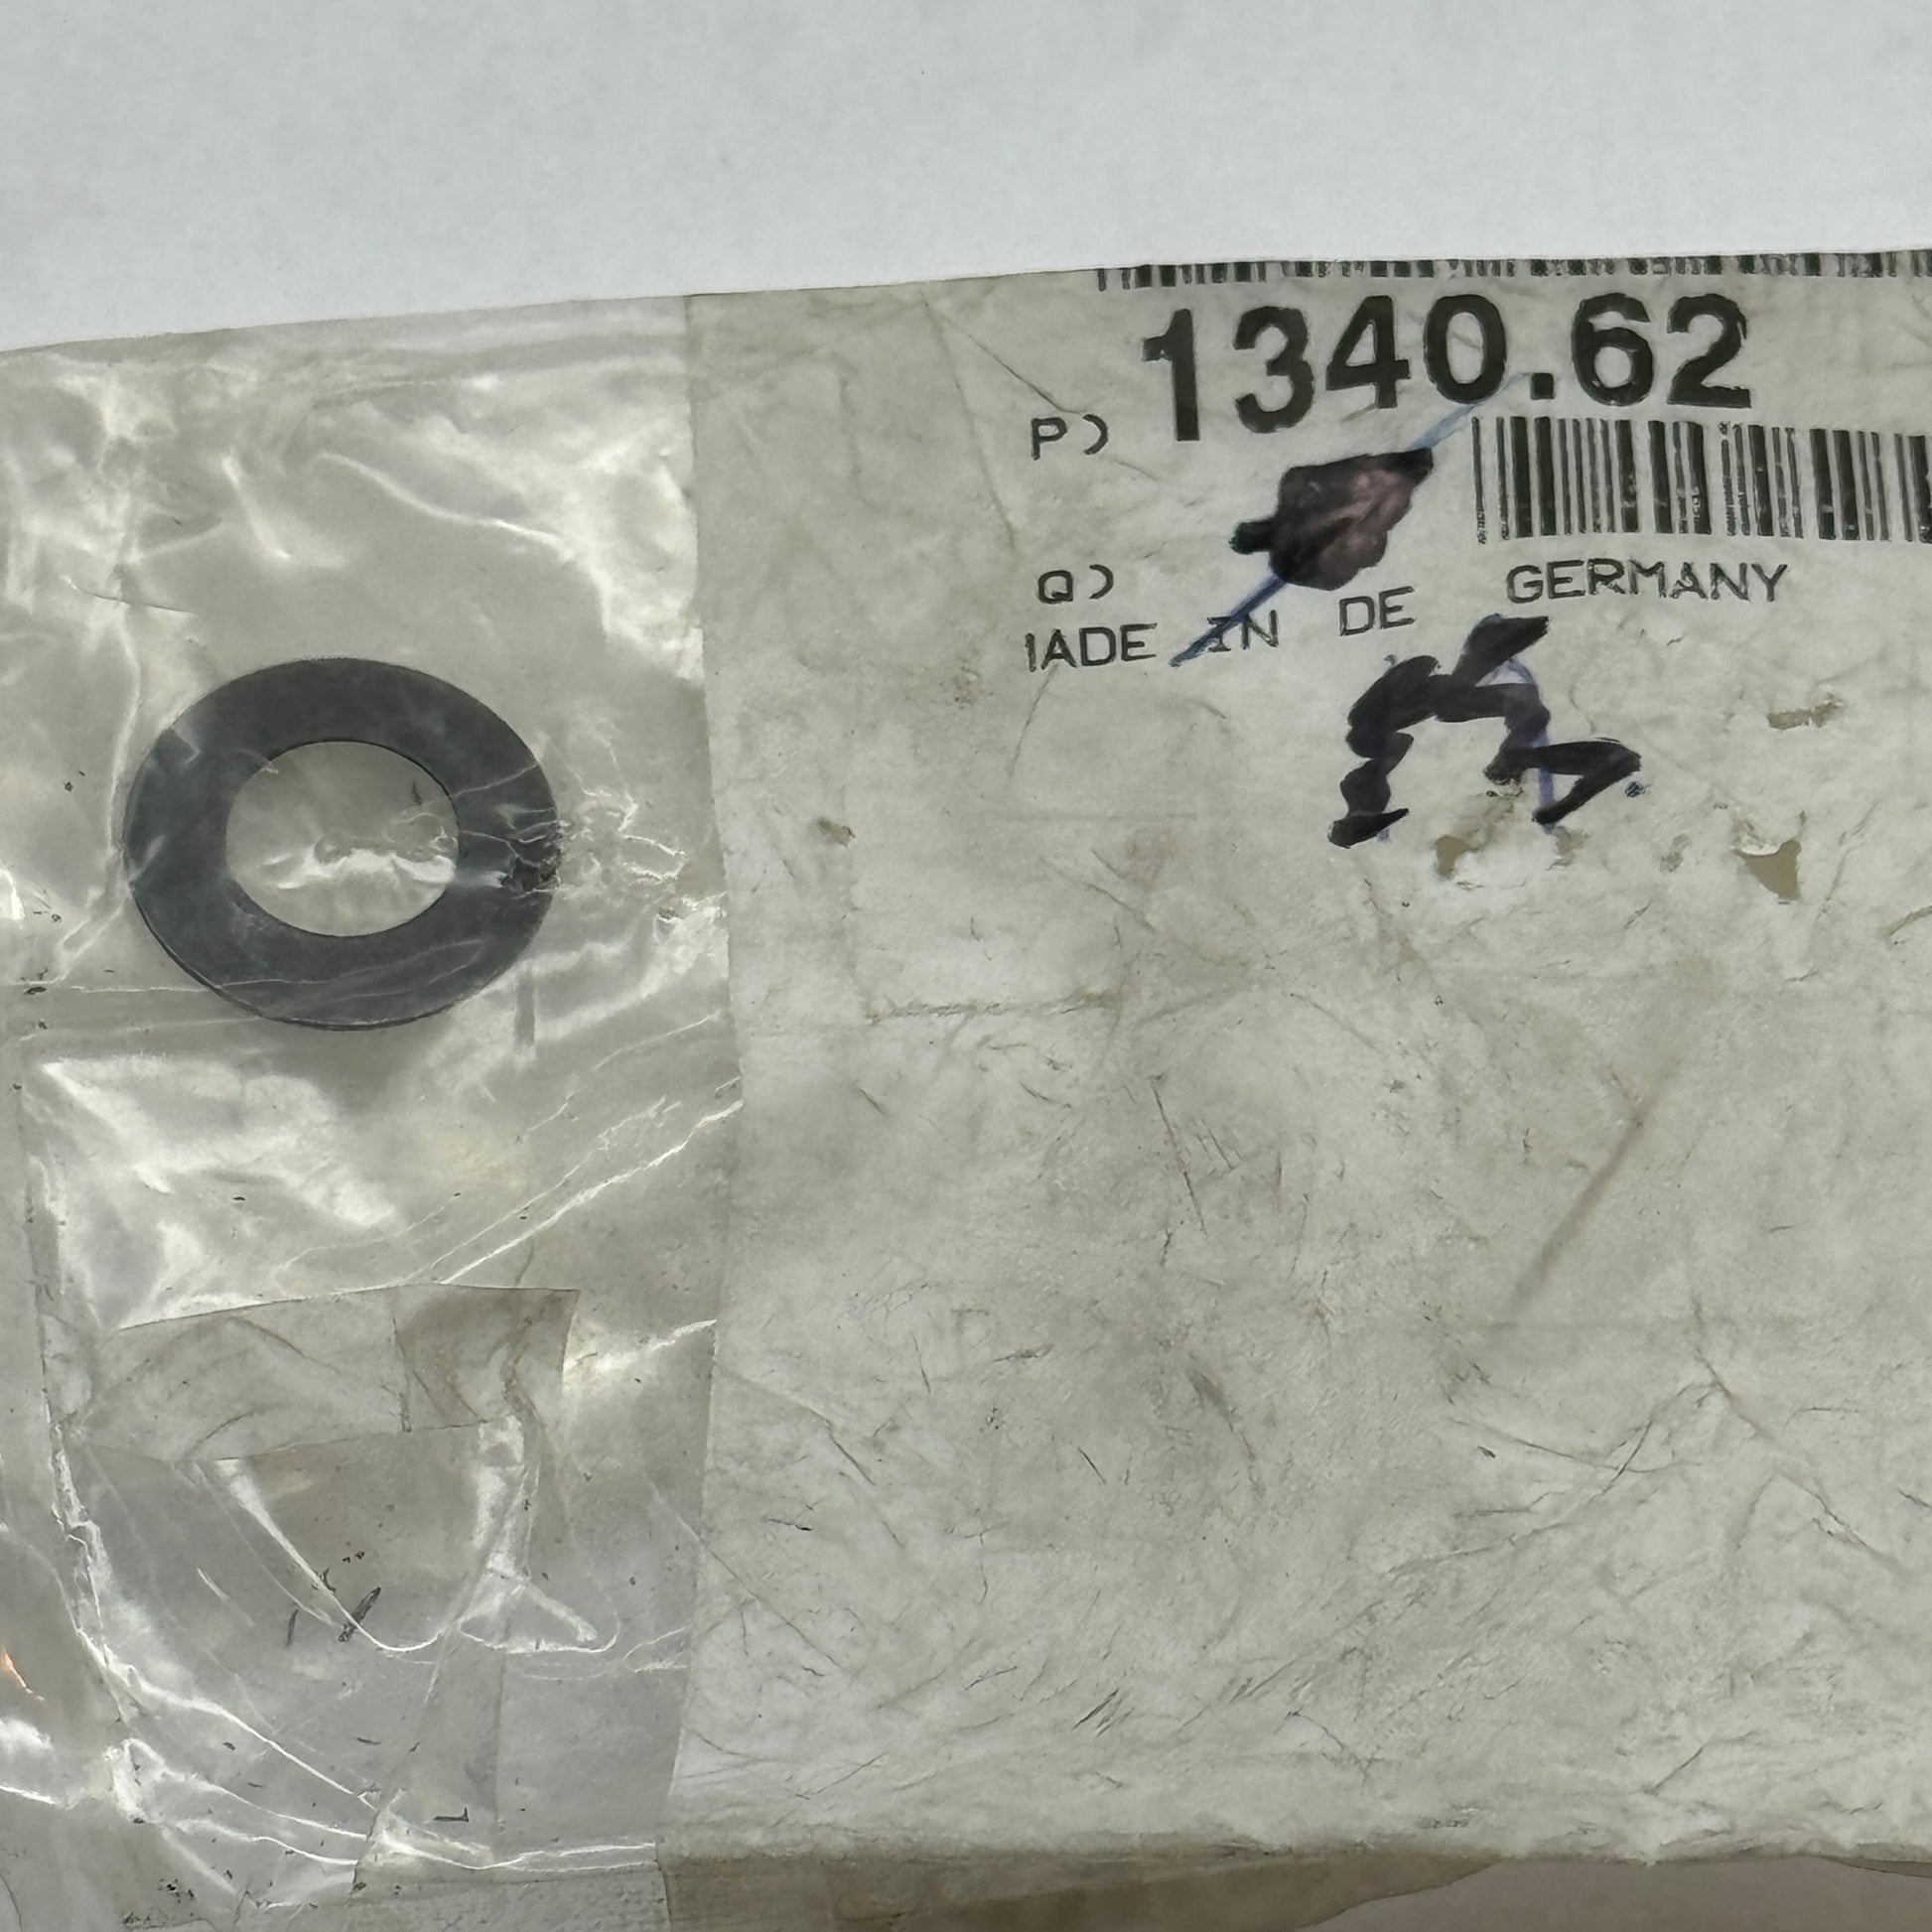 P) 1340.62
Q)
IADE IN DE GERMANY